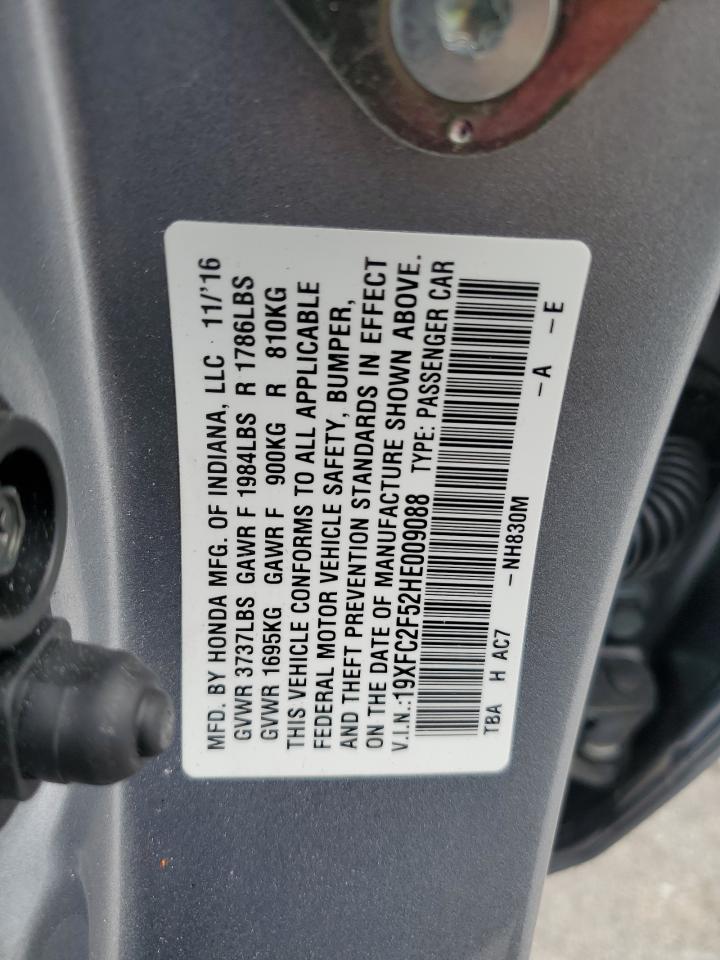 MFD. BY HONDA MFG. OF INDIANA, LLC 11/'16
GVWR 3737LBS GAWR F 1984LBS R 1786LBS
GVWR 1695KG GAWR F 900KG R 810KG
THIS VEHICLE CONFORMS TO ALL APPLICABLE
FEDERAL MOTOR VEHICLE SAFETY, BUMPER,
AND THEFT PREVENTION STANDARDS IN EFFECT
ON THE DATE OF MANUFACTURE SHOWN ABOVE.
V.I.N.:19XFC2F52HE009088 TYPE: PASSENGER CAR
TBA H AC7 -NH830M -A -E